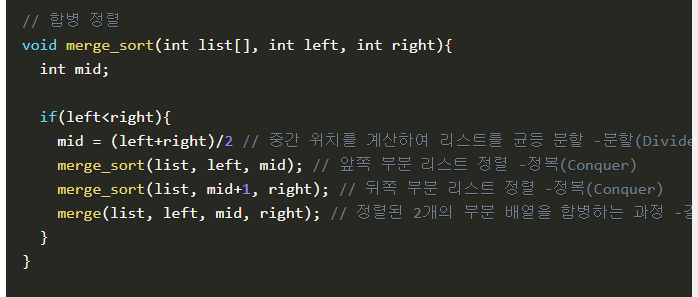 // 합병 정렬
void merge_sort(int list[], int left, int right){
  int mid;

  if(left<right){
    mid = (left+right)/2 // 중간 위치를 계산하여 리스트를 균등 분할 -분할(Divide
    merge_sort(list, left, mid); // 앞쪽 부분 리스트 정렬 -정복(Conquer)
    merge_sort(list, mid+1, right); // 뒤쪽 부분 리스트 정렬 -정복(Conquer)
    merge(list, left, mid, right); // 정렬된 2개의 부분 배열을 합병하는 과정 -
  }
}